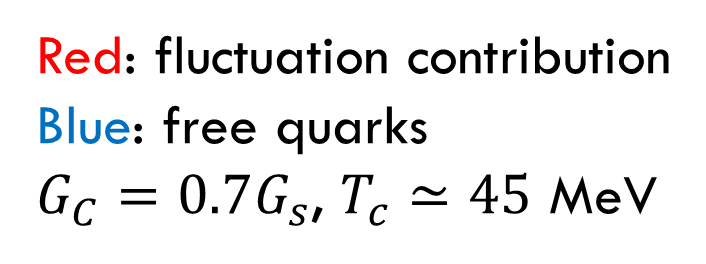 Red: fluctuation contribution
Blue: free quarks
𝐺_𝐶 = 0.7𝐺_𝑠, 𝑇_𝑐 ≃ 45 MeV